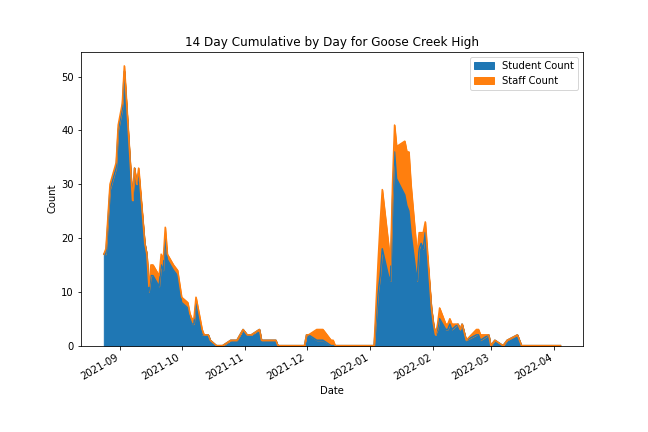 14 Day Cumulative by Day for Goose Creek High
Student Count
Staff Count
50
40
30
20
10
0
Count
2021-09
2021-10
2021-11
2021-12
2022-01
2022-02
2022-03
2022-04
Date